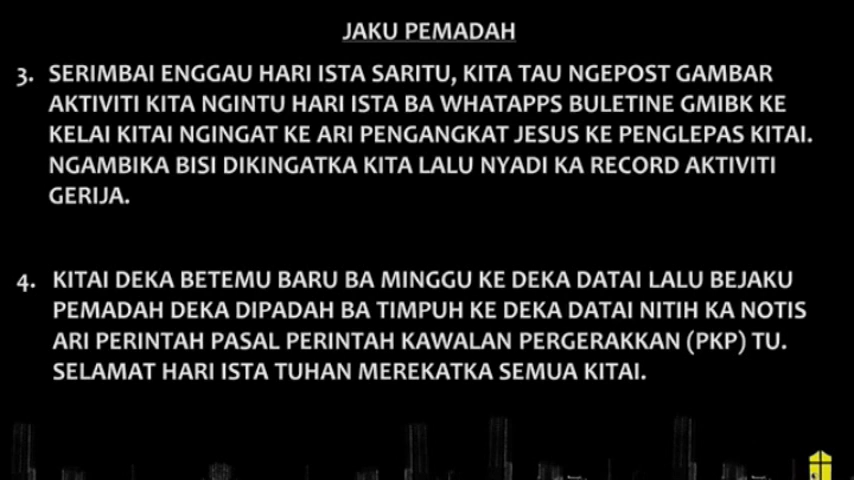 JAKU PEMADAH
3. SERIMBAI ENGGAU HARI ISTA SARITU, KITA TAU NGEPOST GAMBAR
AKTIVITI KITA NGINTU HARI ISTA BA WHATAPPS BULETINE GMIBK KE
KELAI KITAI NGINGAT KE ARI PENGANGKAT JESUS KE PENGLEPAS KITAI.
NGAMBIKA BISI DIKINGATKA KITA LALU NYADI KA RECORD AKTIVITI
GERIJA.
4. KITAI DEKA BETEMU BARU BA MINGGU KE DEKA DATAI LALU BEJAKU
PEMADAH DEKA DIPADAH BA TIMPUH KE DEKA DATAI NITIH KA NOTIS
ARI PERINTAH PASAL PERINTAH KAWALAN PERGERAKKAN (PKP) TU.
SELAMAT HARI ISTA TUHAN MEREKATKA SEMUA KITAI.